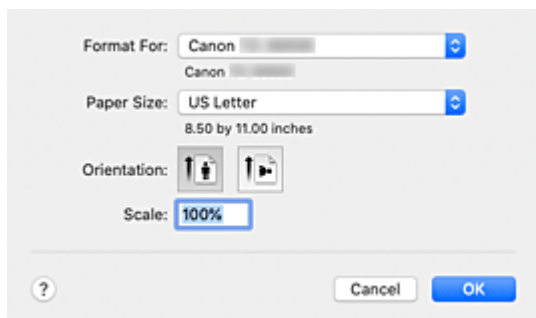 Format For: Canon
Canon
Paper Size: US Letter
8.50 by 11.00 inches
Orientation:
Scale: 100%
? Cancel OK